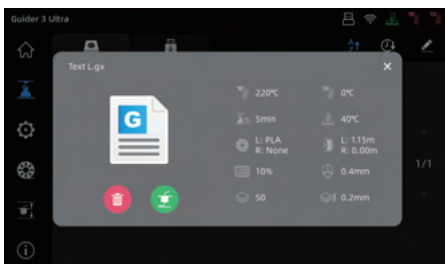 Guider 3 Ultra
Text L.gx
G
220℃
0℃
5min
40℃
L: PLA
R: None
L: 1.15m
R: 0.00m
10%
0.4mm
50
0.2mm
1/1